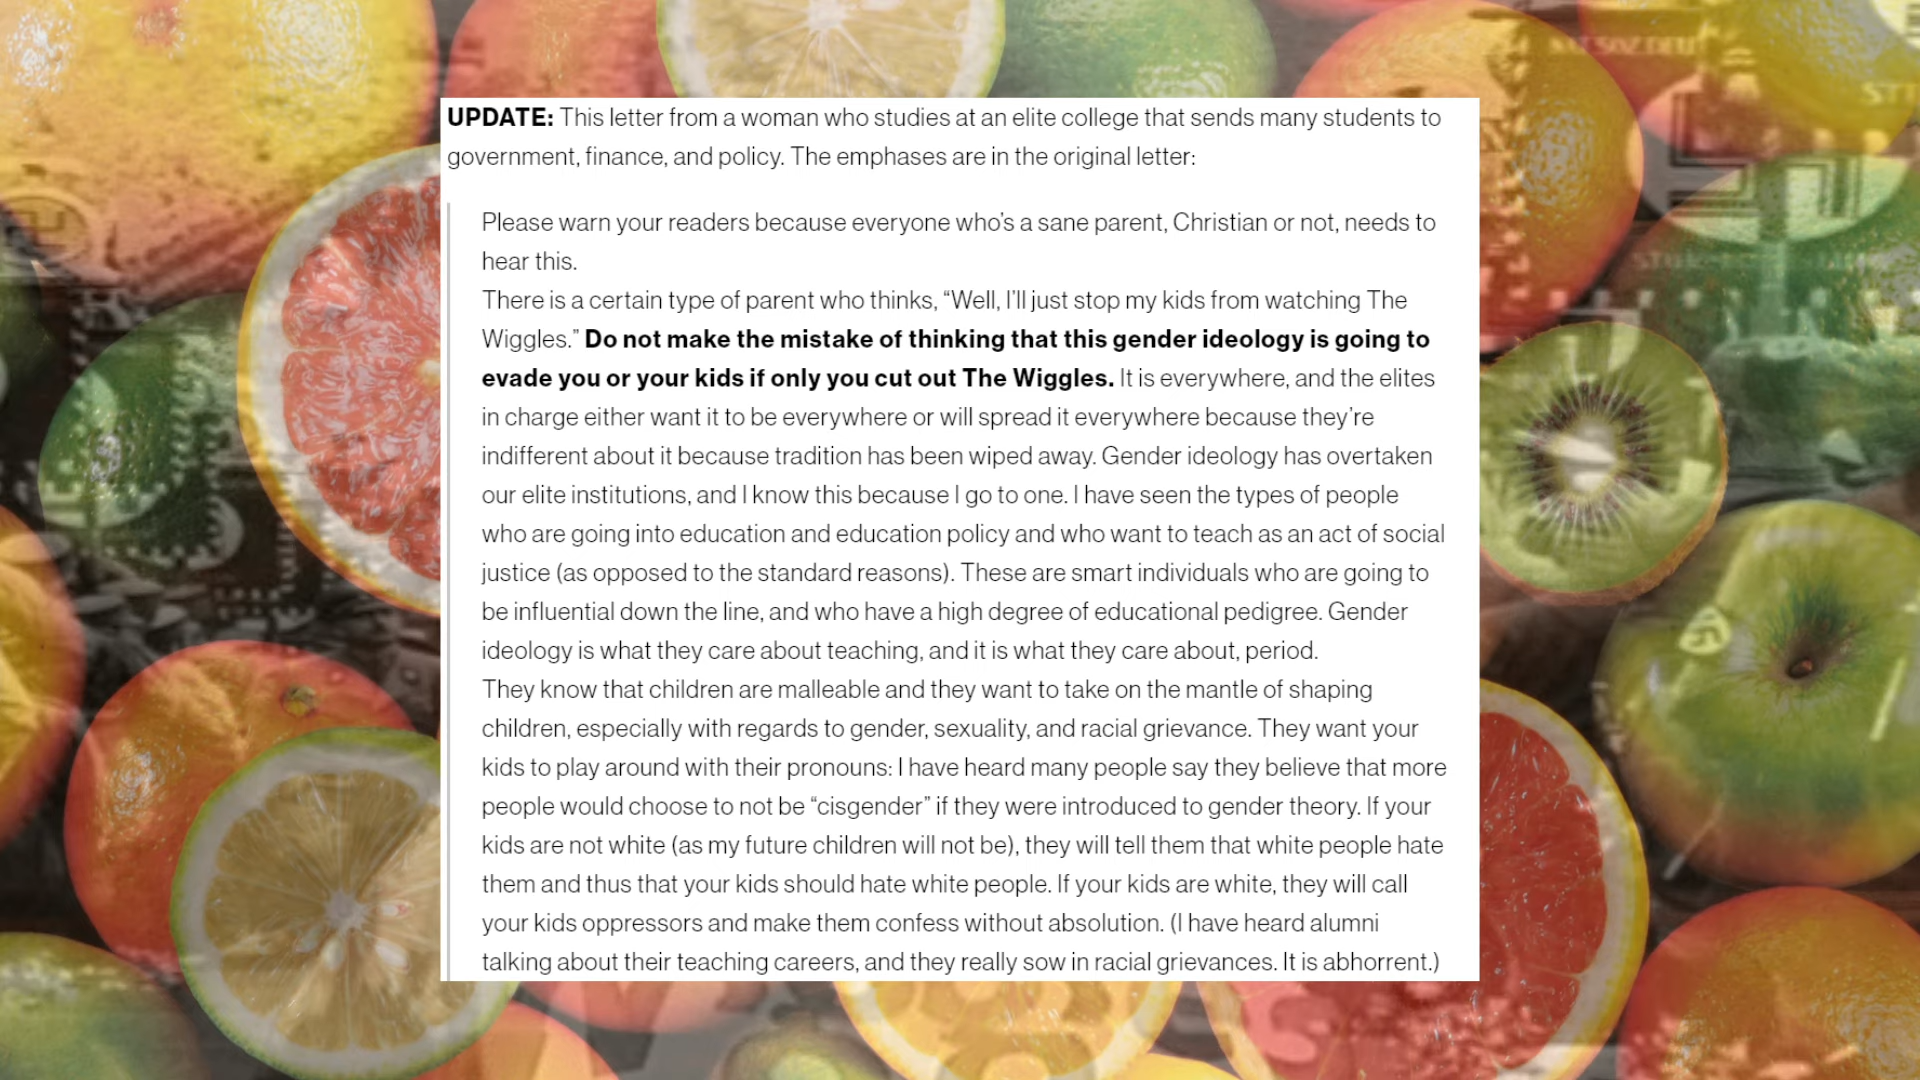 UPDATE: This letter from a woman who studies at an elite college that sends many students to
government, finance, and policy. The emphases are in the original letter:
Please warn your readers because everyone who’s a sane parent, Christian or not, needs to
hear this.
There is a certain type of parent who thinks, “Well, I’ll just stop my kids from watching The
Wiggles.” Do not make the mistake of thinking that this gender ideology is going to
evade you or your kids if only you cut out The Wiggles. It is everywhere, and the elites
in charge either want it to be everywhere or will spread it everywhere because they’re
indifferent about it because tradition has been wiped away. Gender ideology has overtaken
our elite institutions, and I know this because I go to one. I have seen the types of people
who are going into education and education policy and who want to teach as an act of social
justice (as opposed to the standard reasons). These are smart individuals who are going to
be influential down the line, and who have a high degree of educational pedigree. Gender
ideology is what they care about teaching, and it is what they care about, period.
They know that children are malleable and they want to take on the mantle of shaping
children, especially with regards to gender, sexuality, and racial grievance. They want your
kids to play around with their pronouns: I have heard many people say they believe that more
people would choose to not be “cisgender” if they were introduced to gender theory. If your
kids are not white (as my future children will not be), they will tell them that white people hate
them and thus that your kids should hate white people. If your kids are white, they will call
your kids oppressors and make them confess without absolution. (I have heard alumni
talking about their teaching careers, and they really sow in racial grievances. It is abhorrent.)